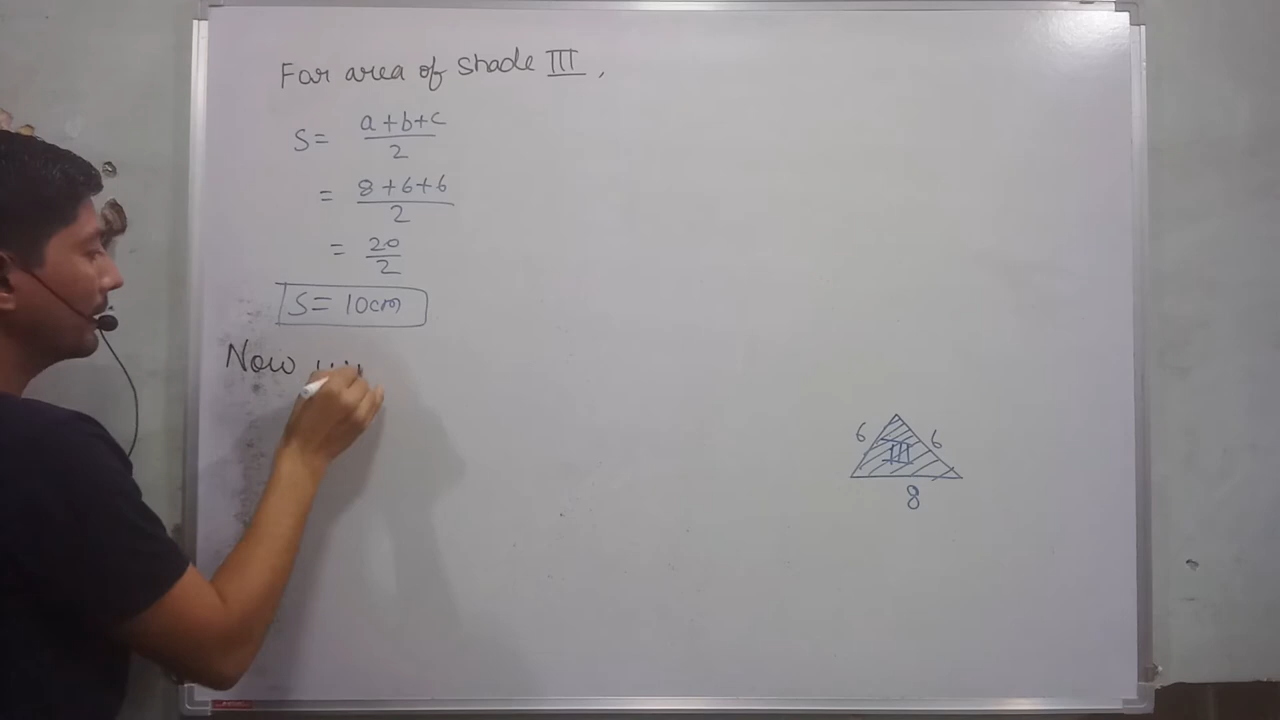 For area of Shade III,
S = a+b+c / 2
= 8+6+6 / 2
= 20 / 2
S = 10cm
Now
6 6
III
8